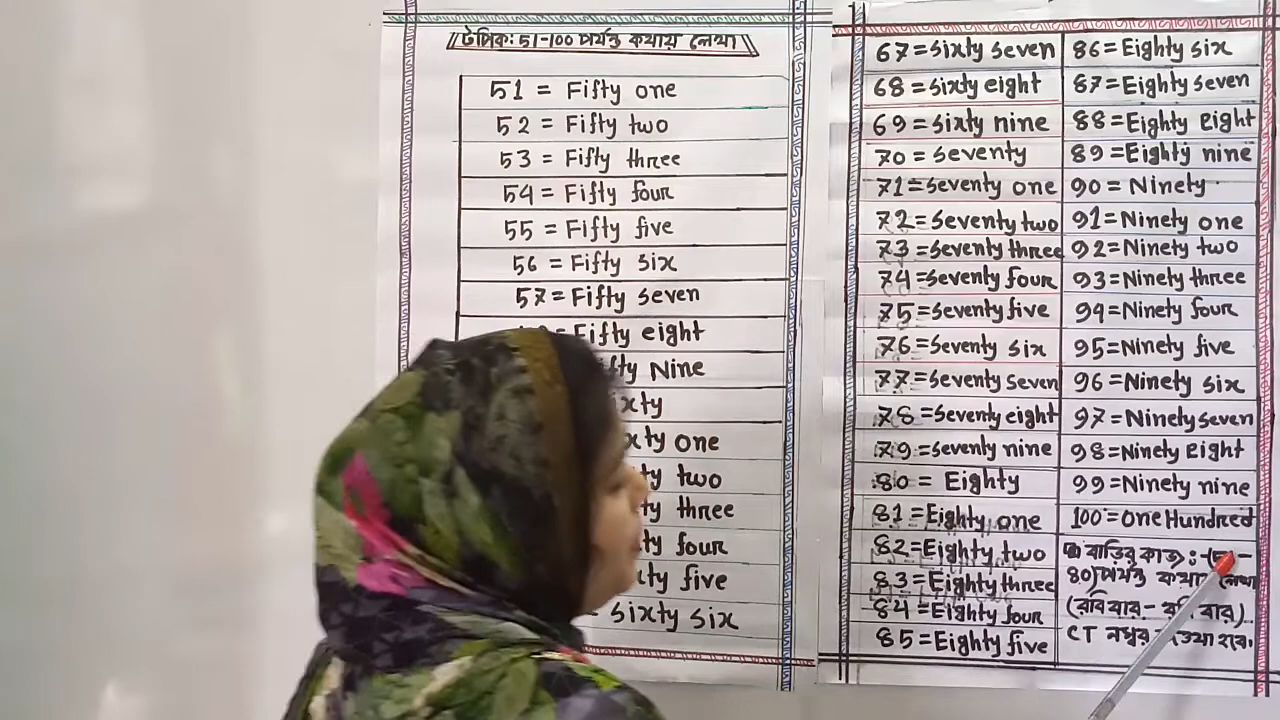 টপিক: 51-100 পর্যন্ত কথায় লেখা
51 = Fifty one
52 = Fifty two
53 = Fifty three
54 = Fifty four
55 = Fifty five
56 = Fifty six
57 = Fifty seven
= Fifty eight
Nine
one
two
three
four
five
sixty six
67 = sixty seven
68 = sixty eight
69 = sixty nine
70 = seventy
71 = seventy one
72 = seventy two
73 = seventy three
74 = seventy four
75 = seventy five
76 = seventy six
77 = seventy seven
78 = seventy eight
79 = seventy nine
80 = Eighty
81 = Eighty one
82 = Eighty two
83 = Eighty three
84 = Eighty four
85 = Eighty five
86 = Eighty six
87 = Eighty seven
88 = Eighty eight
89 = Eighty nine
90 = Ninety
91 = Ninety one
92 = Ninety two
93 = Ninety three
94 = Ninety four
95 = Ninety five
96 = Ninety six
97 = Ninety seven
98 = Ninety eight
99 = Ninety nine
100 = One Hundred
বাড়ির কাজ:
80) পর্যন্ত কথায় লেখা
(রবি বার - রবি বার)
CT নম্বর হবে।